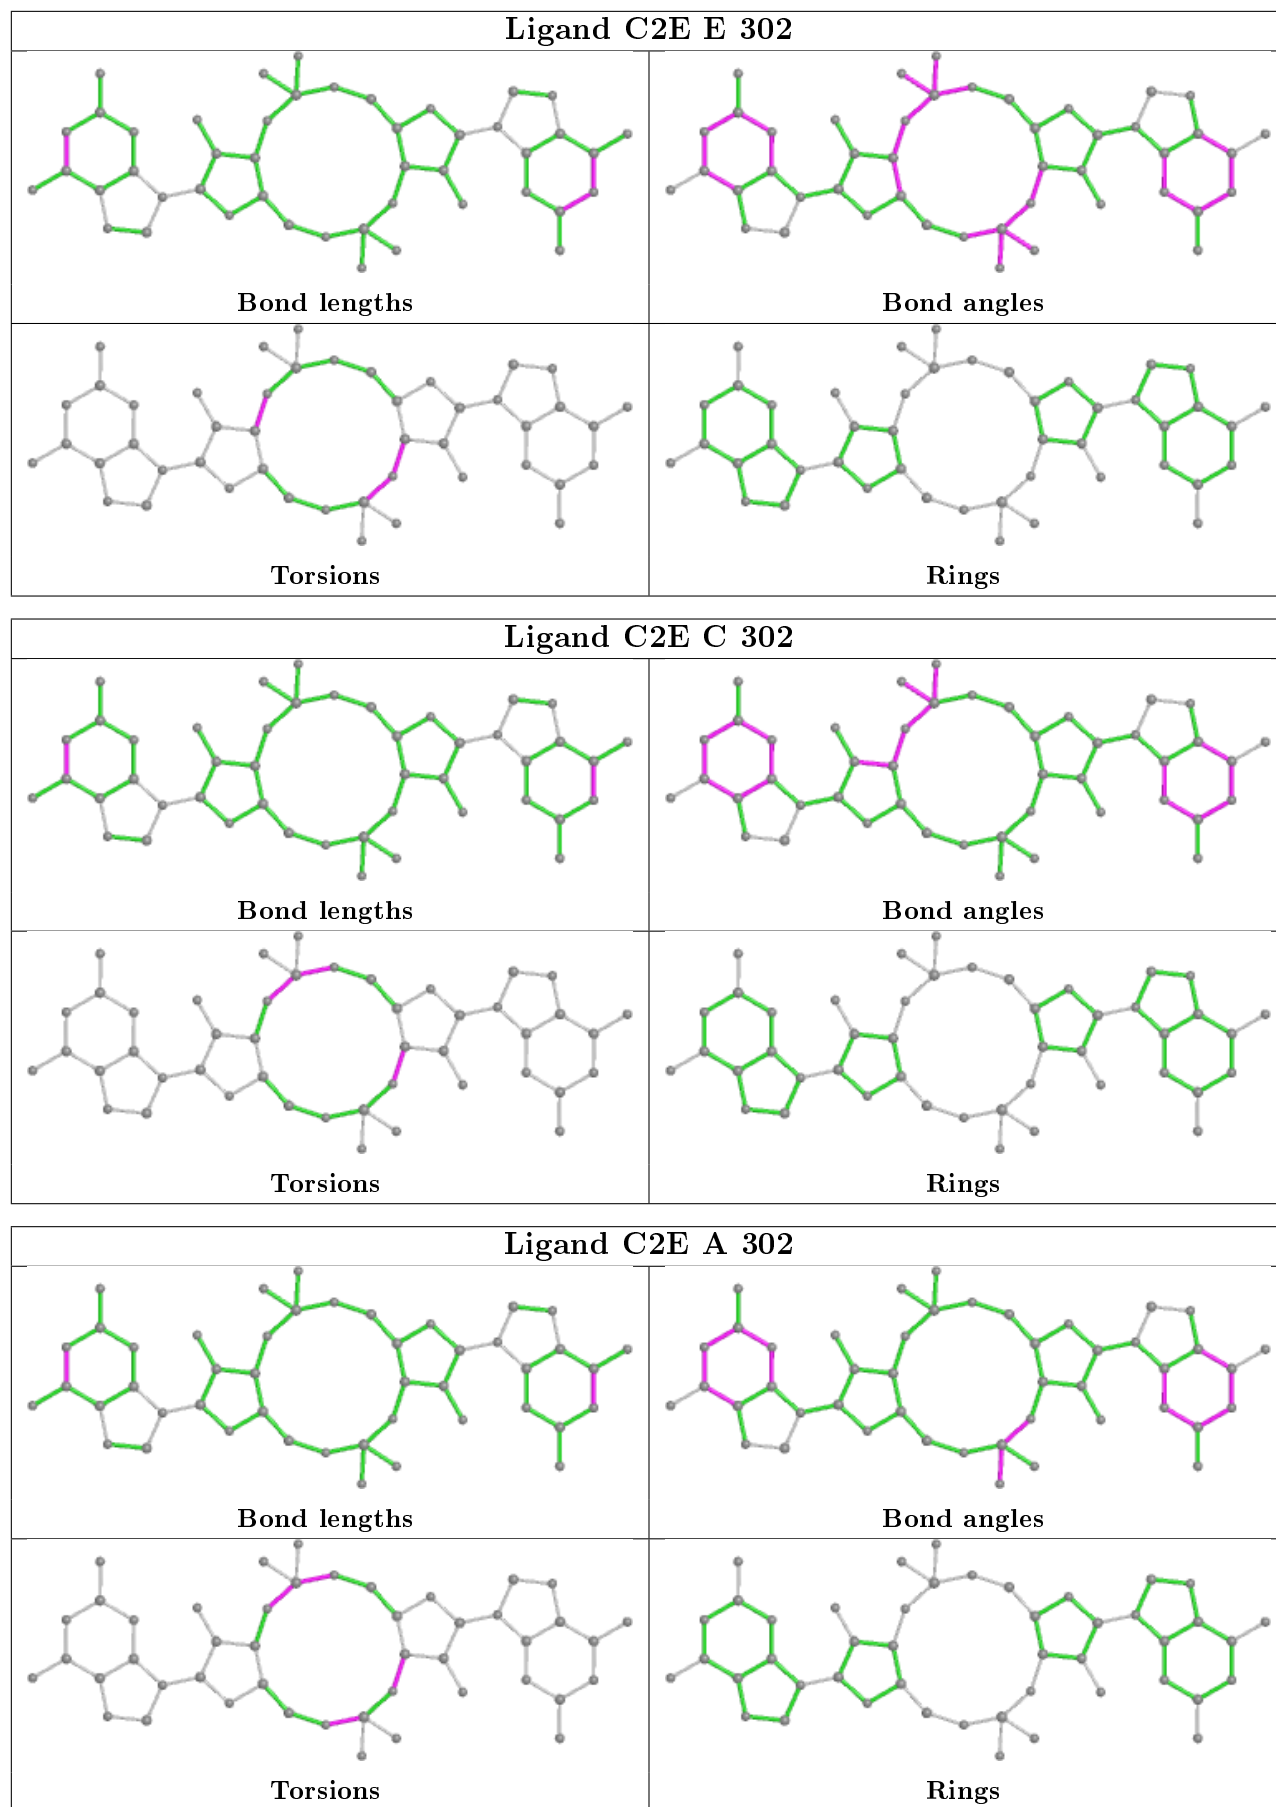 Ligand C2E E 302
Bond lengths
Bond angles
Torsions
Rings
Ligand C2E C 302
Bond lengths
Bond angles
Torsions
Rings
Ligand C2E A 302
Bond lengths
Bond angles
Torsions
Rings